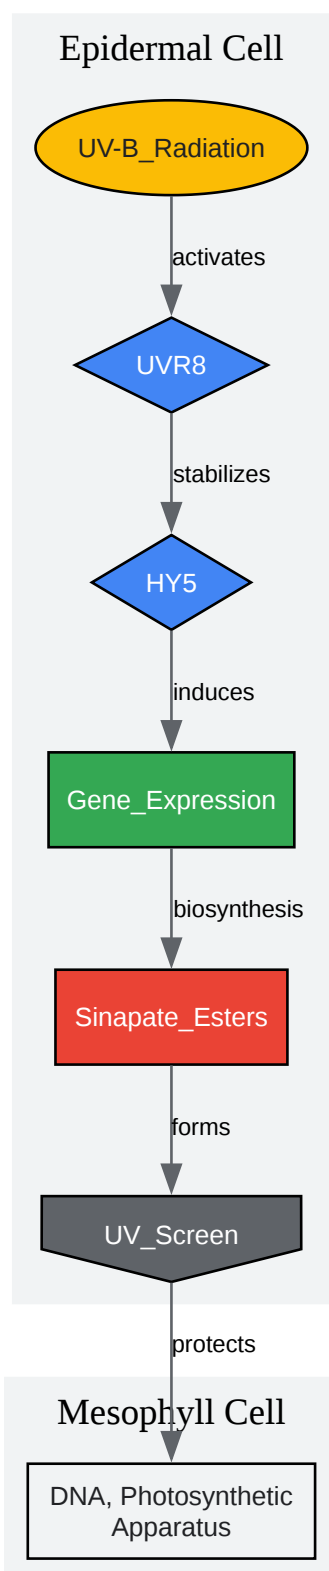 Epidermal Cell
UV-B_Radiation
activates
UVR8
stabilizes
HY5
induces
Gene_Expression
biosynthesis
Sinapate_Esters
forms
UV_Screen
protects
Mesophyll Cell
DNA, Photosynthetic
Apparatus